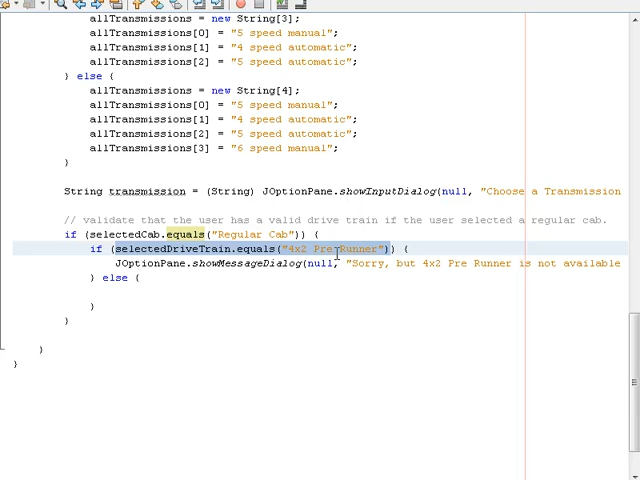 allTransmissions = new String[3];
allTransmissions[0] = "5 speed manual";
allTransmissions[1] = "4 speed automatic";
allTransmissions[2] = "5 speed automatic";
} else {
allTransmissions = new String[4];
allTransmissions[0] = "5 speed manual";
allTransmissions[1] = "4 speed automatic";
allTransmissions[2] = "5 speed automatic";
allTransmissions[3] = "6 speed manual";
}
String transmission = (String) JOptionPane.showInputDialog(null, "Choose a Transmission
// validate that the user has a valid drive train if the user selected a regular cab.
if (selectedCab.equals("Regular Cab")) {
if (selectedDriveTrain.equals("4x2 Pre Runner")) {
JOptionPane.showMessageDialog(null, "Sorry, but 4x2 Pre Runner is not available
} else {
}
}
}
}